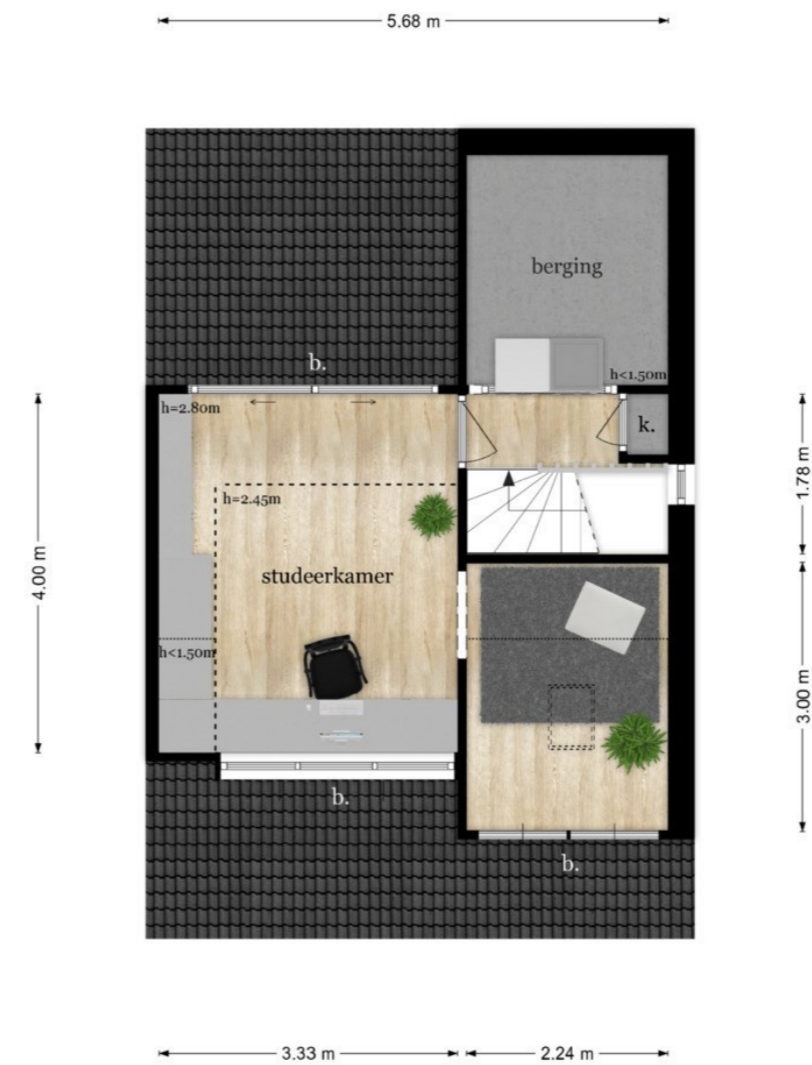 5.68 m
berging
b.
h<1.50m
h=2.80m
k.
1.78 m
h=2.45m
4.00 m
studeerkamer
h<1.50m
3.00 m
b.
b.
3.33 m
2.24 m